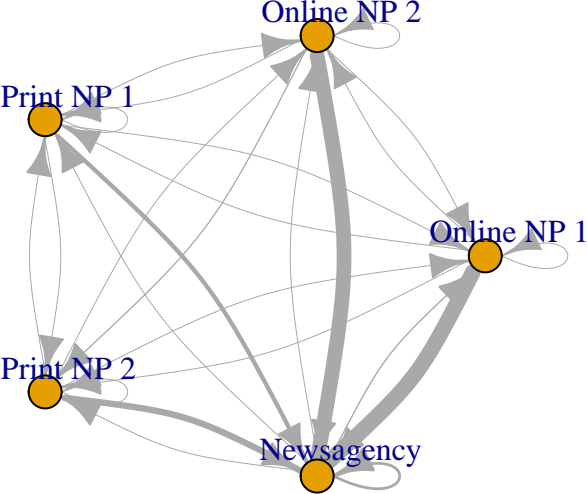 Online NP 2
Print NP 1
Online NP 1
Print NP 2
Newsagency